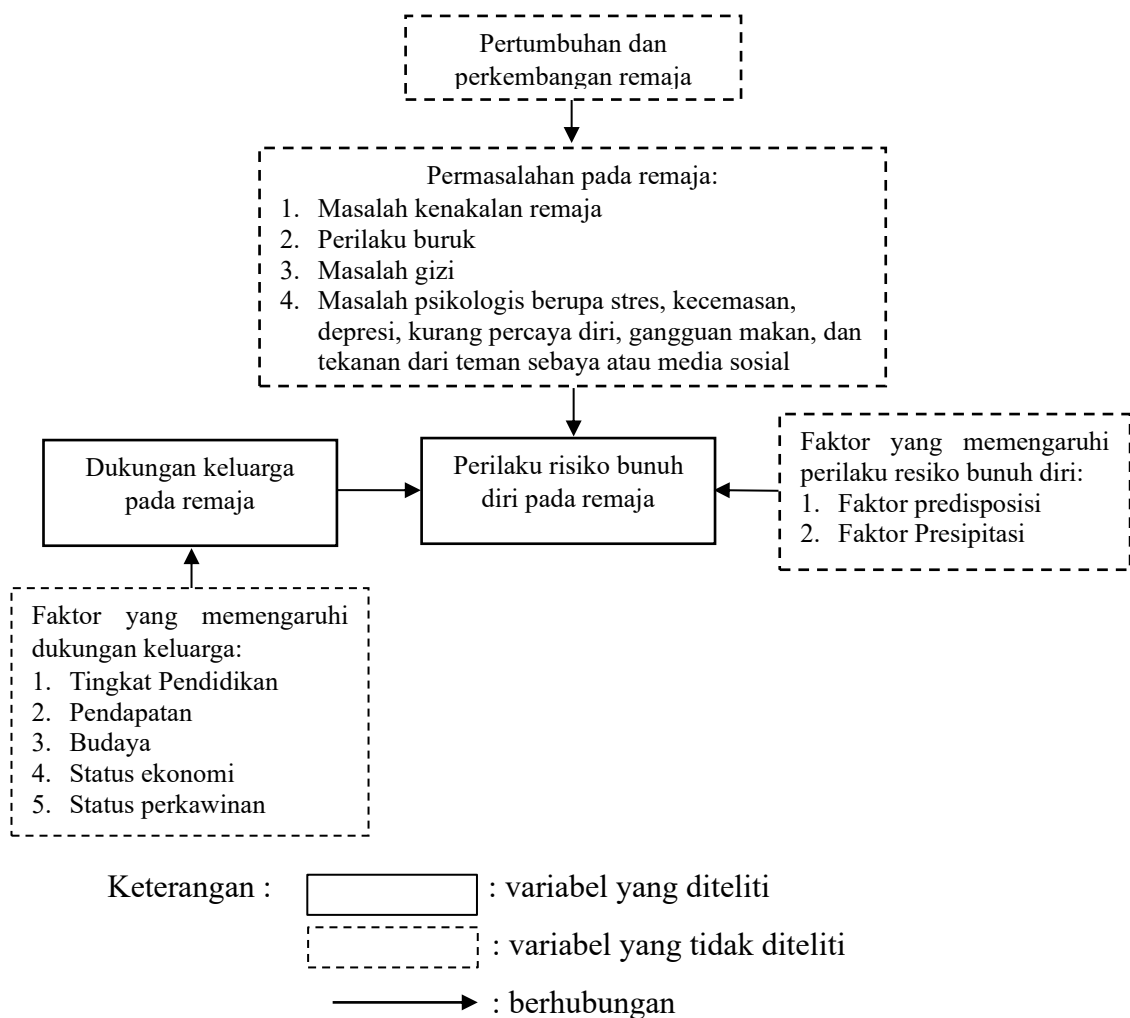 Pertumbuhan dan
perkembangan remaja
Permasalahan pada remaja:
1. Masalah kenakalan remaja
2. Perilaku buruk
3. Masalah gizi
4. Masalah psikologis berupa stres, kecemasan,
depresi, kurang percaya diri, gangguan makan, dan
tekanan dari teman sebaya atau media sosial
Dukungan keluarga
pada remaja
Perilaku risiko bunuh
diri pada remaja
Faktor yang memengaruhi
perilaku resiko bunuh diri:
1. Faktor predisposisi
2. Faktor Presipitasi
Faktor yang memengaruhi
dukungan keluarga:
1. Tingkat Pendidikan
2. Pendapatan
3. Budaya
4. Status ekonomi
5. Status perkawinan
Keterangan : : variabel yang diteliti
: variabel yang tidak diteliti
: berhubungan